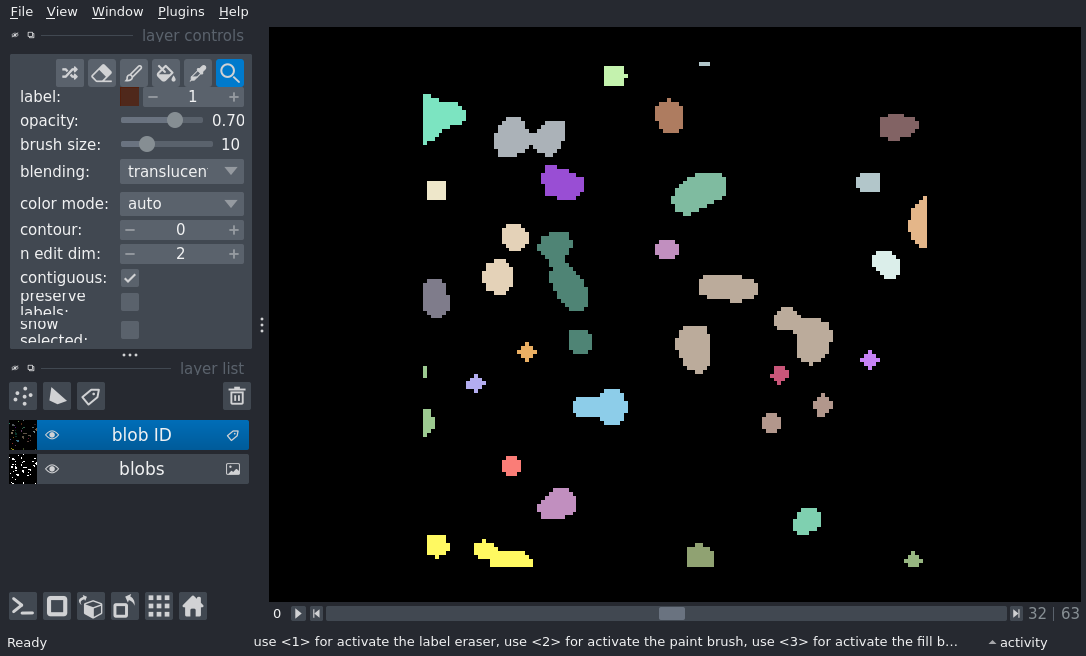 File View Window Plugins Help
layer controls
label: 1
opacity: 0.70
brush size: 10
blending: translucen
color mode: auto
contour: 0
n edit dim: 2
contiguous:
preserve
labels:
show
selected:
layer list
blob ID
blobs
0 32 63
Ready use <1> for activate the label eraser, use <2> for activate the paint brush, use <3> for activate the fill b... activity